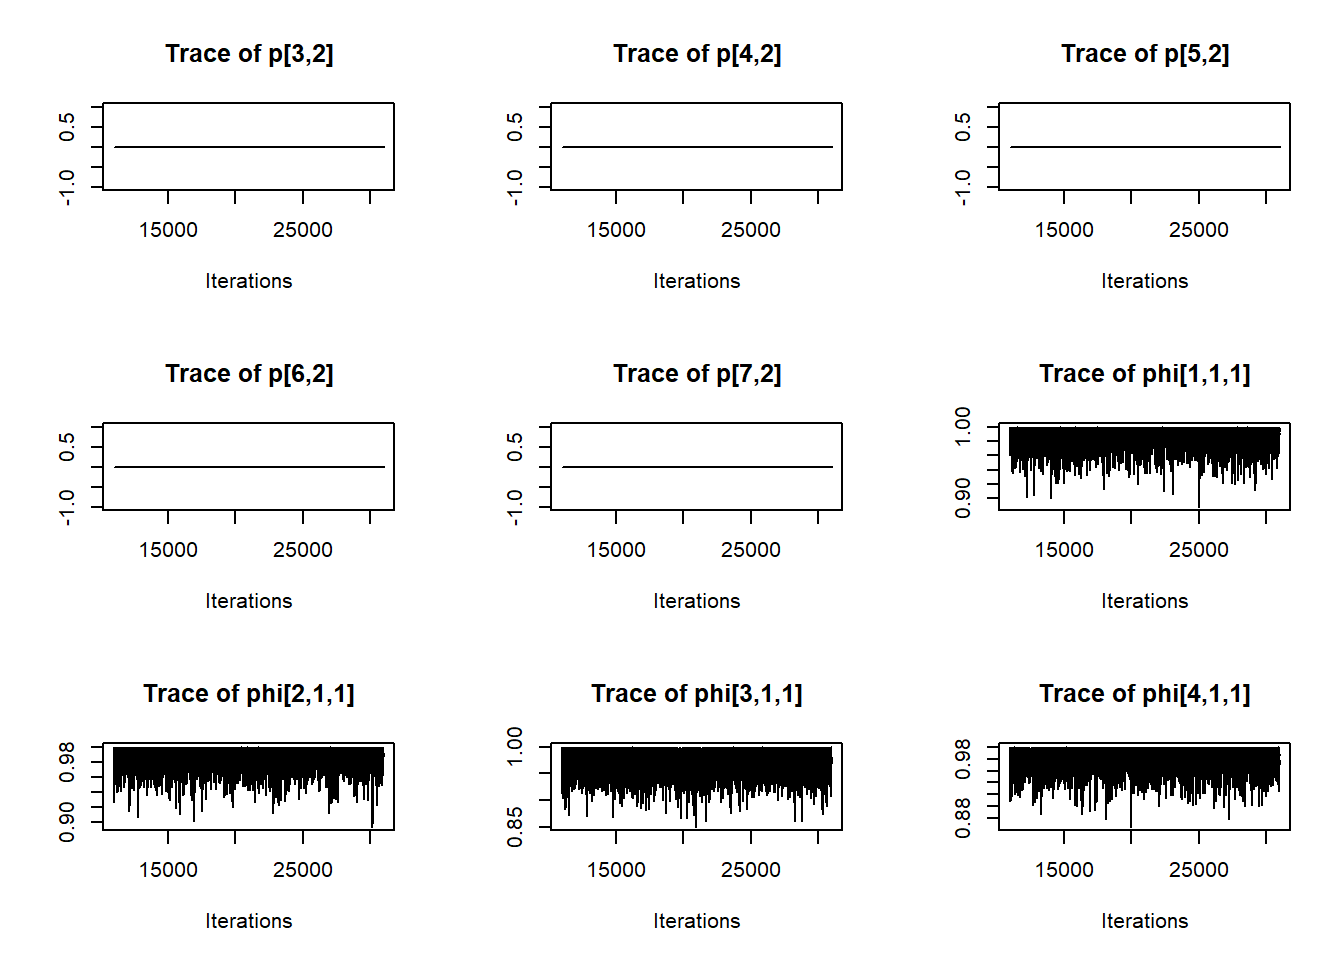 Trace of p[3,2]
0.5
-1.0
15000 25000
Iterations
Trace of p[4,2]
0.5
-1.0
15000 25000
Iterations
Trace of p[5,2]
0.5
-1.0
15000 25000
Iterations
Trace of p[6,2]
0.5
-1.0
15000 25000
Iterations
Trace of p[7,2]
0.5
-1.0
15000 25000
Iterations
Trace of phi[1,1,1]
1.00
0.90
15000 25000
Iterations
Trace of phi[2,1,1]
0.98
0.90
15000 25000
Iterations
Trace of phi[3,1,1]
1.00
0.85
15000 25000
Iterations
Trace of phi[4,1,1]
0.98
0.88
15000 25000
Iterations